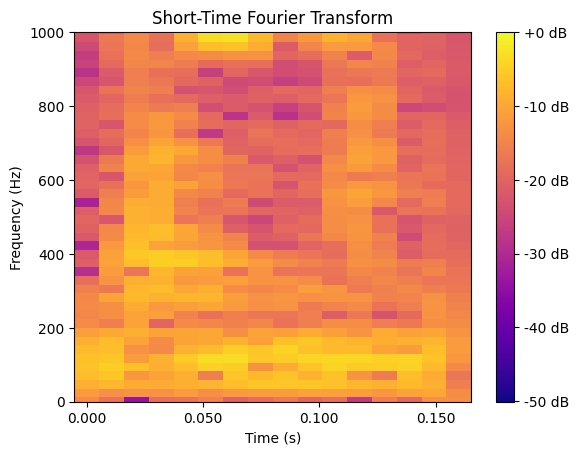 Short-Time Fourier Transform
Frequency (Hz)
1000
800
600
400
200
0
0.000
0.050
0.100
0.150
Time (s)
+0 dB
-10 dB
-20 dB
-30 dB
-40 dB
-50 dB